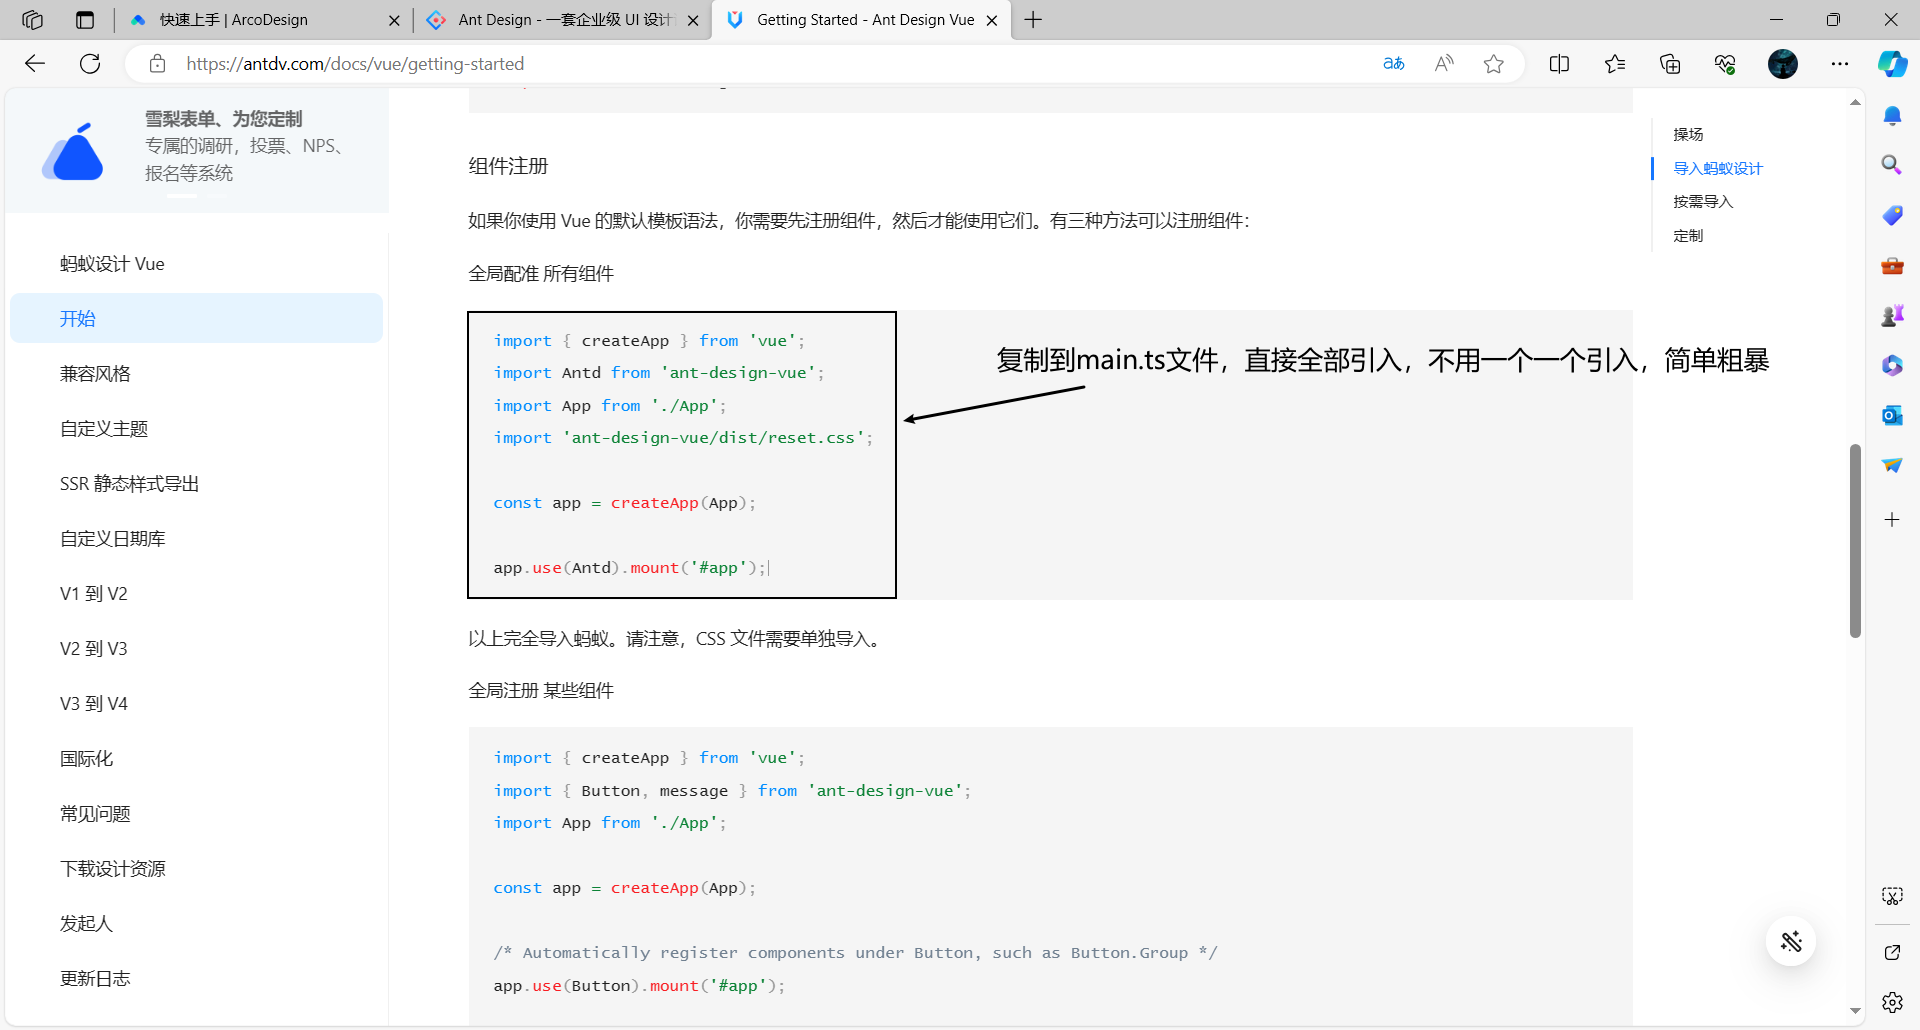 快速上手 | ArcoDesign
Ant Design - 一套企业级 UI 设计
Getting Started - Ant Design Vue
https://antdv.com/docs/vue/getting-started
雪梨表单、为您定制
专属的调研，投票、NPS、
报名等系统
蚂蚁设计 Vue
开始
兼容风格
自定义主题
SSR 静态样式导出
自定义日期库
V1 到 V2
V2 到 V3
V3 到 V4
国际化
常见问题
下载设计资源
发起人
更新日志
组件注册
如果你使用 Vue 的默认模板语法，你需要先注册组件，然后才能使用它们。有三种方法可以注册组件：
全局配准 所有组件
import { createApp } from 'vue';
import Antd from 'ant-design-vue';
import App from './App';
import 'ant-design-vue/dist/reset.css';
const app = createApp(App);
app.use(Antd).mount('#app');
复制到main.ts文件，直接全部引入，不用一个一个引入，简单粗暴
以上完全导入蚂蚁。请注意，CSS 文件需要单独导入。
全局注册 某些组件
import { createApp } from 'vue';
import { Button, message } from 'ant-design-vue';
import App from './App';
const app = createApp(App);
/* Automatically register components under Button, such as Button.Group */
app.use(Button).mount('#app');
操场
导入蚂蚁设计
按需导入
定制